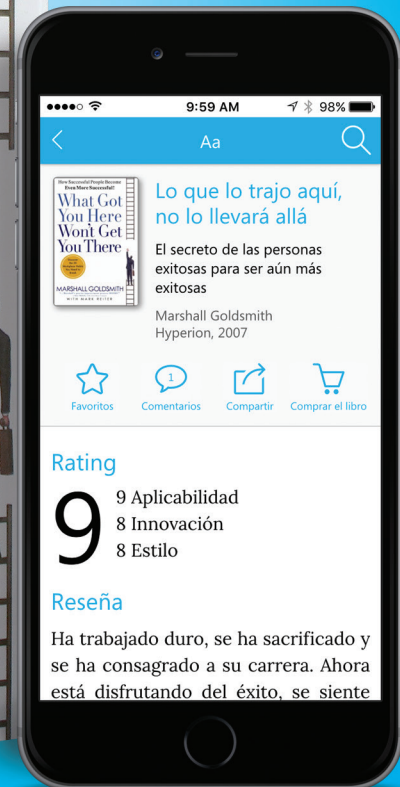 9:59 AM
98%
Aa
How Successful People Become
Even More Successful!
What Got
You Here
Won't Get
You There
MARSHALL GOLDSMITH
WITH MARK REITER
Lo que lo trajo aquí,
no lo llevará allá
El secreto de las personas
exitosas para ser aún más
exitosas
Marshall Goldsmith
Hyperion, 2007
1
Favoritos
Comentarios
Compartir
Comprar el libro
Rating
9
9 Aplicabilidad
8 Innovación
8 Estilo
Reseña
Ha trabajado duro, se ha sacrificado y
se ha consagrado a su carrera. Ahora
está disfrutando del éxito, se siente